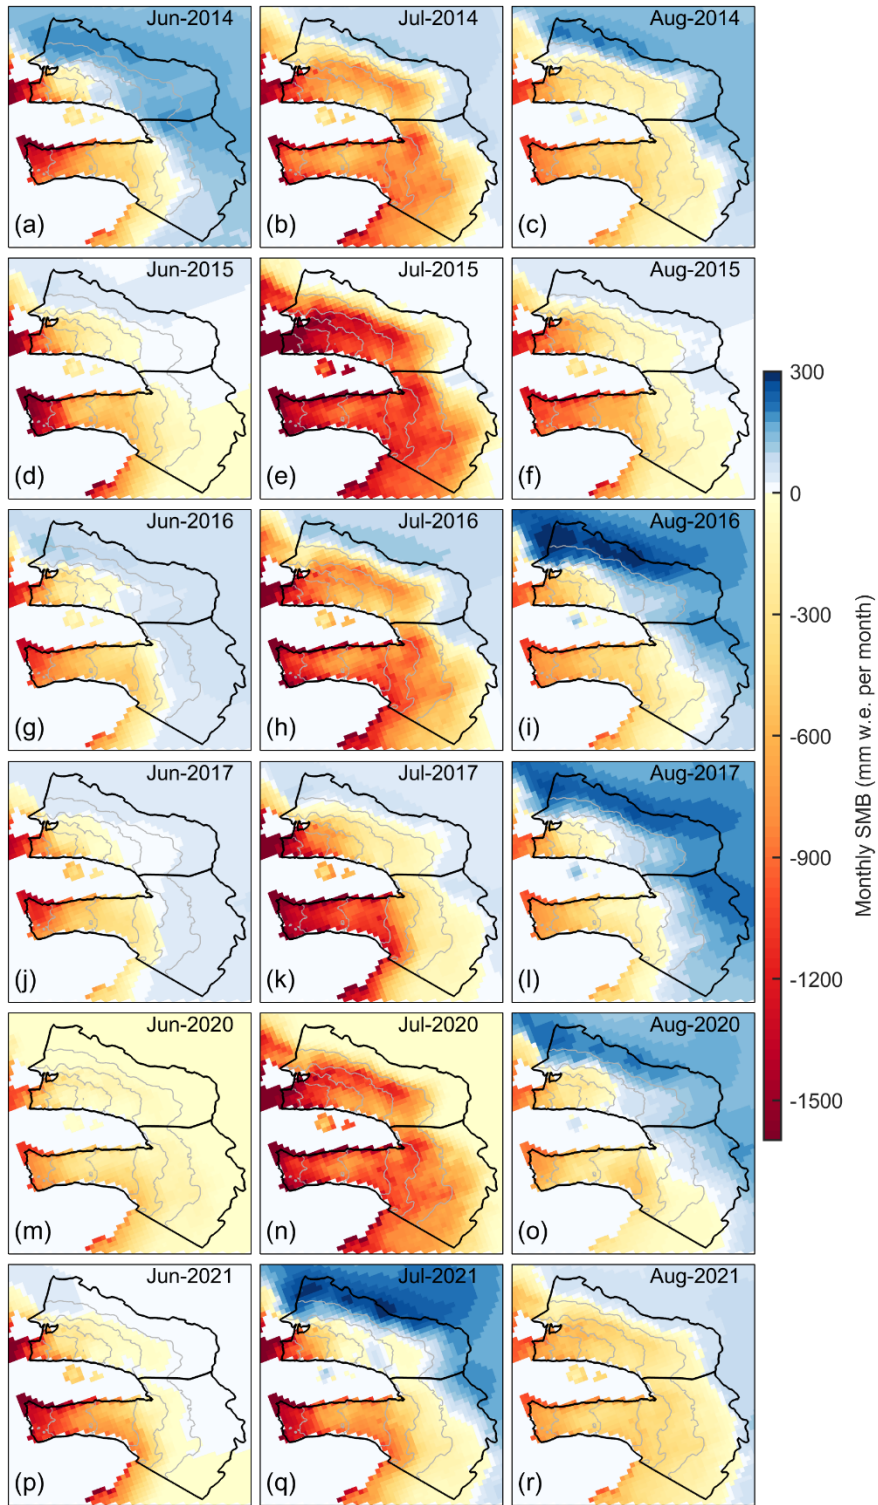 Jun-2014
Jul-2014
Aug-2014
(a)
(b)
(c)
Jun-2015
Jul-2015
Aug-2015
(d)
(e)
(f)
Jun-2016
Jul-2016
Aug-2016
(g)
(h)
(i)
Jun-2017
Jul-2017
Aug-2017
(j)
(k)
(l)
Jun-2020
Jul-2020
Aug-2020
(m)
(n)
(o)
Jun-2021
Jul-2021
Aug-2021
(p)
(q)
(r)
300
0
-300
-600
-900
-1200
-1500
Monthly SMB (mm w.e. per month)